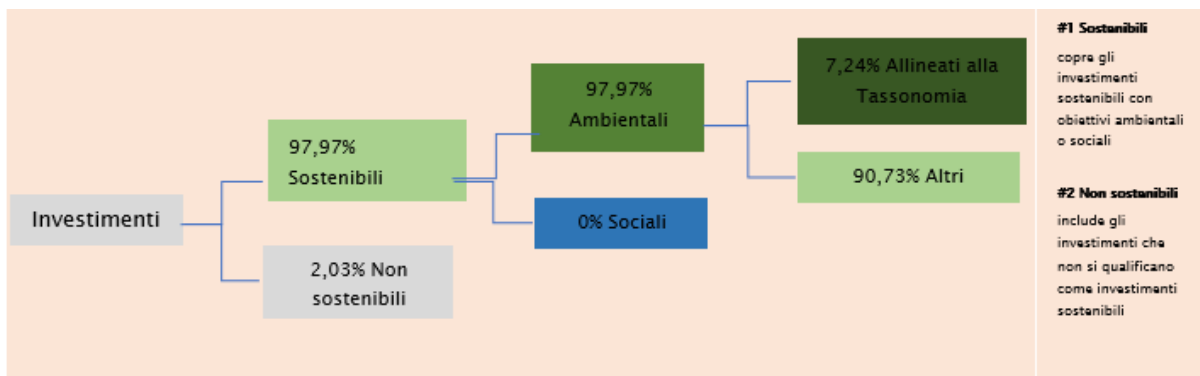 Investimenti
97,97%
Sostenibili
2,03% Non
sostenibili
97,97%
Ambientali
0% Sociali
7,24% Allineati alla
Tassonomia
90,73% Altri
#1 Sostenibili
copre gli
investimenti
sostenibili con
obiettivi ambientali
o sociali
#2 Non sostenibili
include gli
investimenti che
non si qualificano
come investimenti
sostenibili